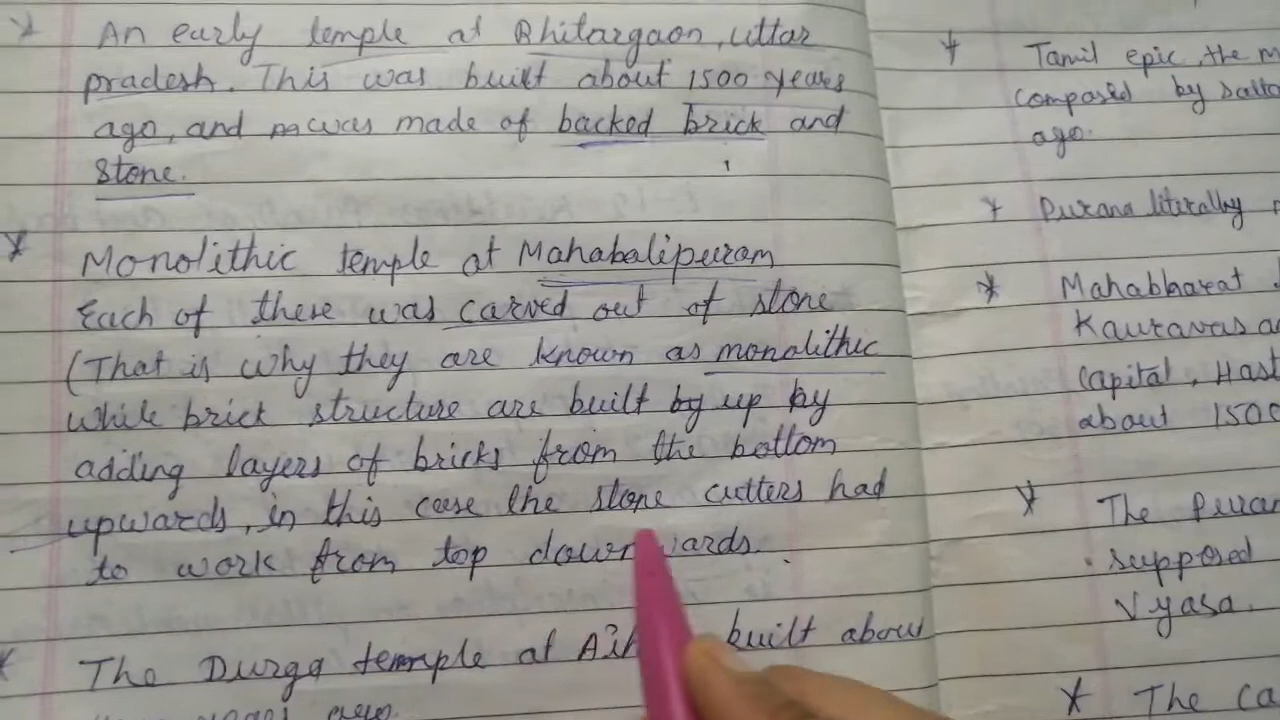 An early temple at Bhitargaon, uttar
pradesh. This was built about 1500 years
ago, and was made of backed brick and
Stone.
Monolithic temple at Mahabalipuram
Each of these was carved out of stone
(That is why they are known as monolithic
while brick structure are built by up by
adding layers of bricks from the bottom
upwards, in this case the stone cutters had
to work from top downwards.
The Durga temple at built about
years ago.
Tamil epic, the
composed by
ago.
Purana literally
Mahabharat
Kauravas
capital,
about 1500
The
supposed
Vyasa.
The